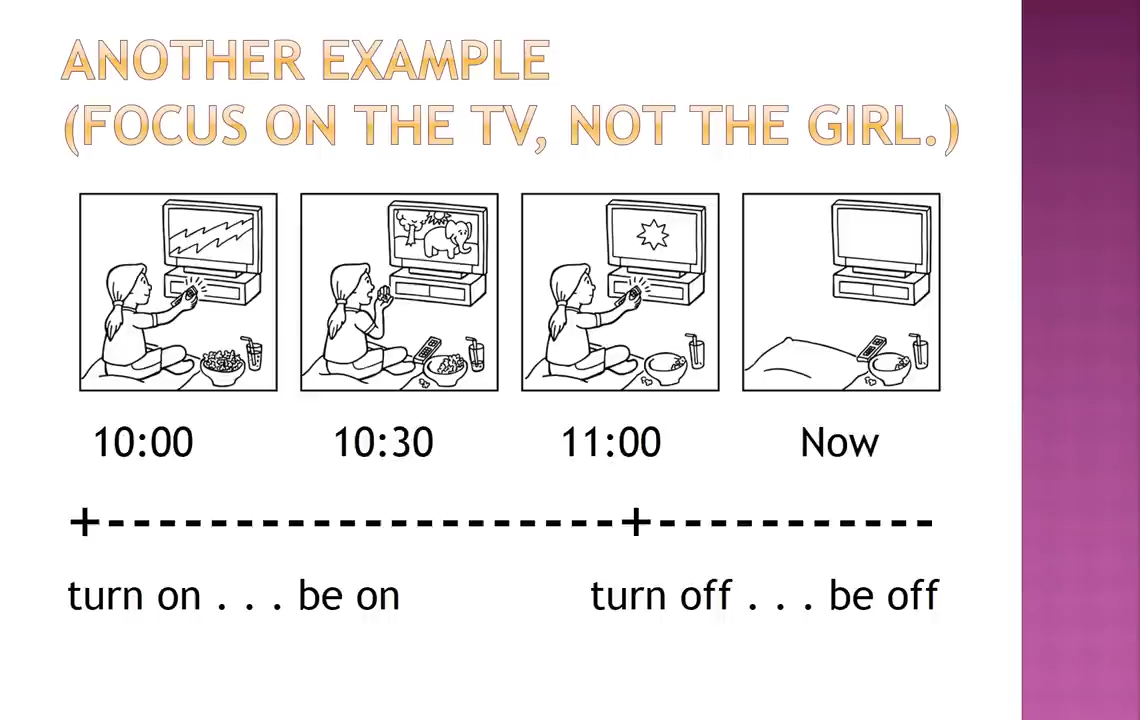 ANOTHER EXAMPLE
(FOCUS ON THE TV, NOT THE GIRL.)
10:00 10:30 11:00 Now
+--------------------+-----------
turn on . . . be on turn off . . . be off